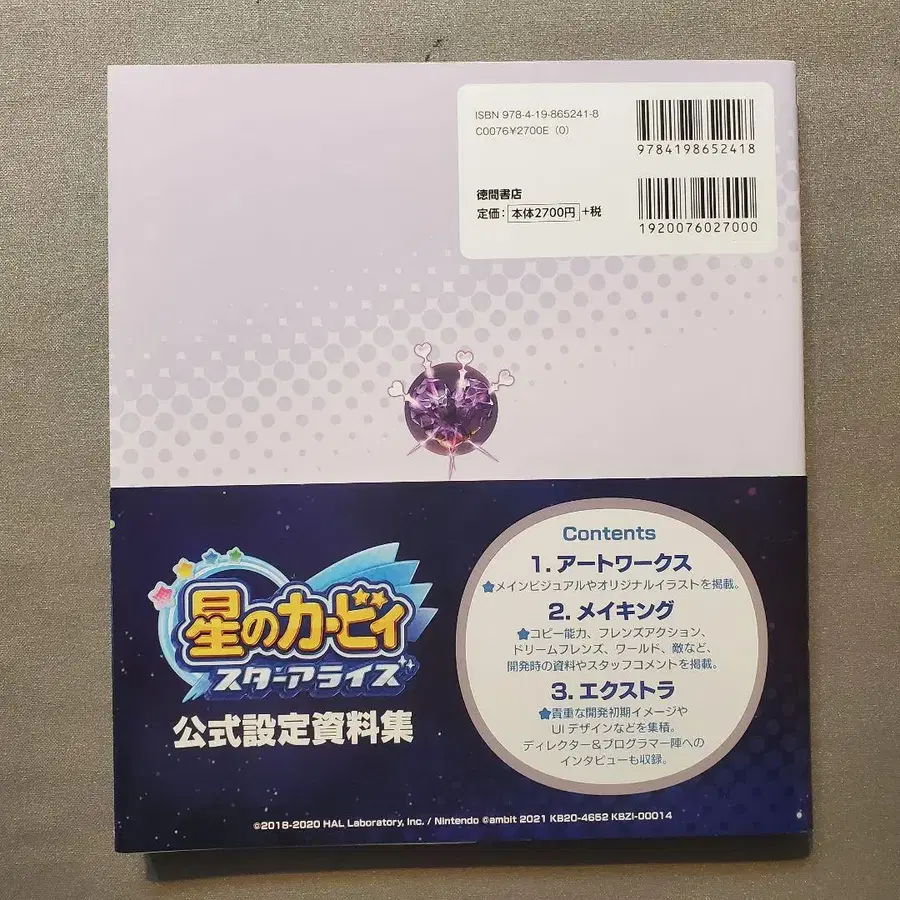 ISBN 978-4-19-865241-8
C0076¥2700E (0)
9784198652418
徳間書店
定価:本体2700円+税
1920076027000
星のカービィ
スターアライズ
公式設定資料集
Contents
1. アートワークス
★メインビジュアルやオリジナルイラストを掲載。
2. メイキング
★コピー能力、フレンズアクション、
ドリームフレンズ、ワールド、敵など、
開発時の資料やスタッフコメントを掲載。
3. エクストラ
★貴重な開発初期イメージや
UIデザインなどを集積。
ディレクター&プログラマー陣への
インタビューも収録。
©2018-2020 HAL Laboratory, Inc. / Nintendo ©ambit 2021 KB20-4652 KBZI-00014